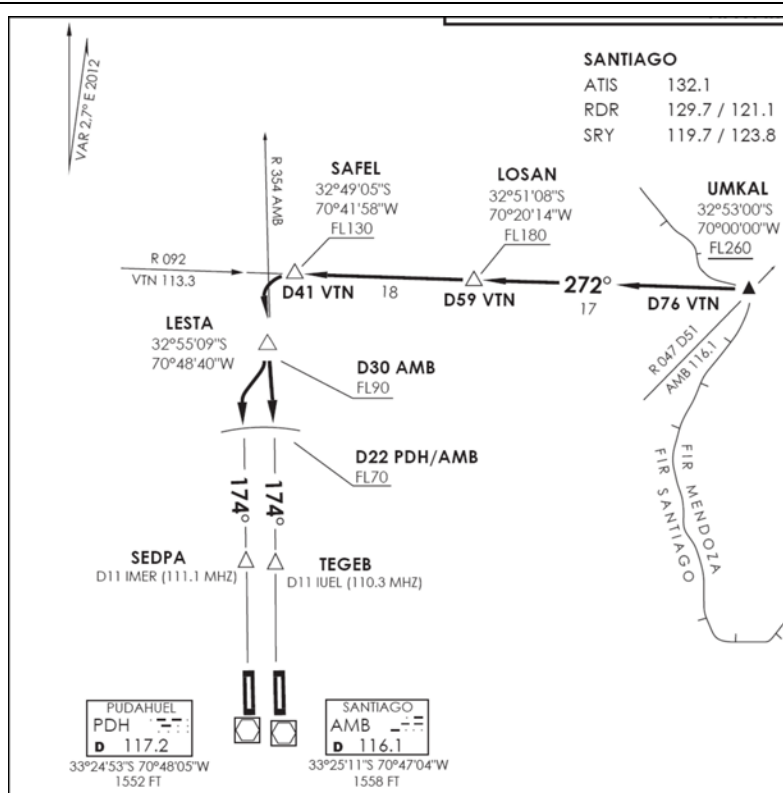 SANTIAGO
ATIS 132.1
RDR 129.7 / 121.1
SRY 119.7 / 123.8
VAR 2.7° E 2012
R 354 AMB
SAFEL
32°49'05"S
70°41'58"W
FL130
LOSAN
32°51'08"S
70°20'14"W
FL180
UMKAL
32°53'00"S
70°00'00"W
FL260
R 092
VTN 113.3
D41 VTN
18
D59 VTN
272°
17
D76 VTN
LESTA
32°55'09"S
70°48'40"W
D30 AMB
FL90
R 047 D51
AMB 116.1
D22 PDH/AMB
FL70
FIR MENDOZA
FIR SANTIAGO
174°
174°
SEDPA
D11 IMER (111.1 MHZ)
TEGEB
D11 IUEL (110.3 MHZ)
PUDAHUEL
PDH
D 117.2
33°24'53"S 70°48'05"W
1552 FT
SANTIAGO
AMB
D 116.1
33°25'11"S 70°47'04"W
1558 FT